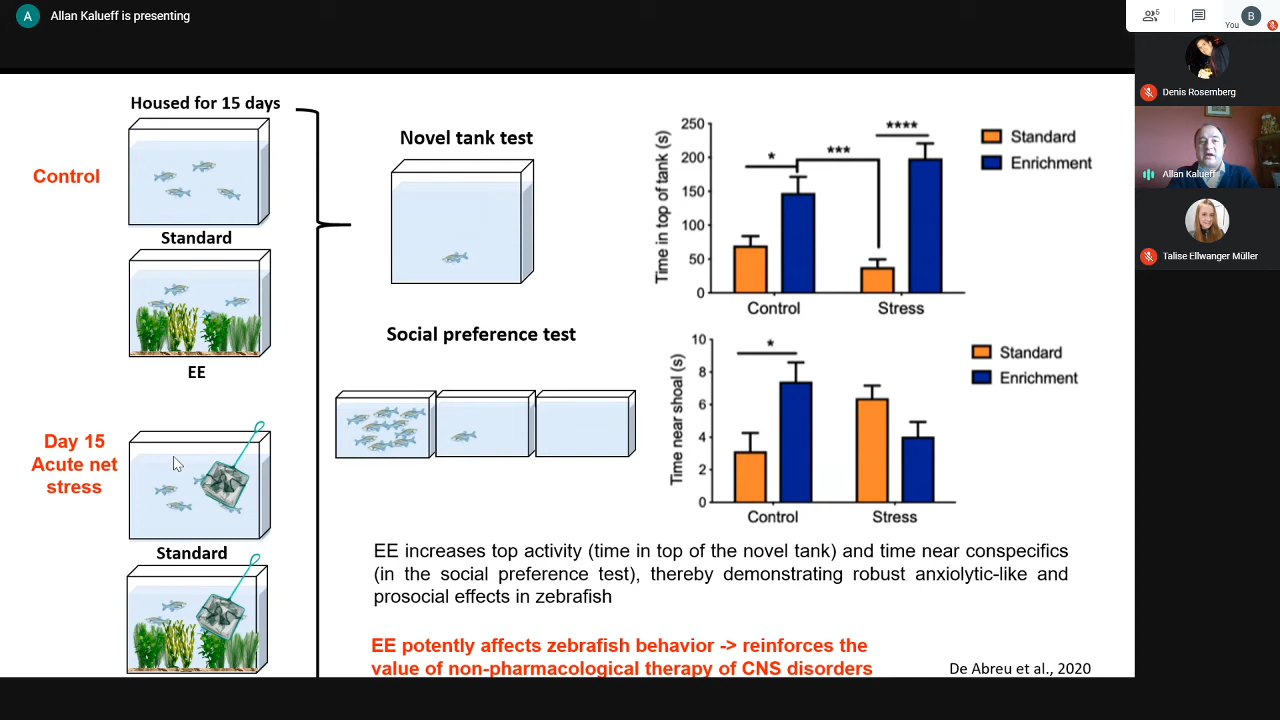 A
Allan Kalueff is presenting
5
B
You
Denis Rosemberg
Allan Kalueff
Talise Ellwanger Müller
Housed for 15 days
Control
Standard
EE
Day 15
Acute net
stress
Standard
Novel tank test
Social preference test
Time in top of tank (s)
250
200
150
100
50
0
*
***
****
Control
Stress
Standard
Enrichment
Time near shoal (s)
10
8
6
4
2
0
*
Control
Stress
Standard
Enrichment
EE increases top activity (time in top of the novel tank) and time near conspecifics
(in the social preference test), thereby demonstrating robust anxiolytic-like and
prosocial effects in zebrafish
EE potently affects zebrafish behavior -> reinforces the
value of non-pharmacological therapy of CNS disorders
De Abreu et al., 2020